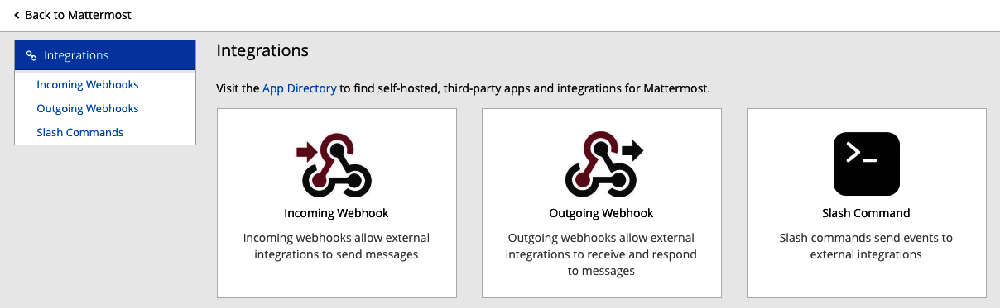 Back to Mattermost
Integrations
Incoming Webhooks
Outgoing Webhooks
Slash Commands
Integrations
Visit the App Directory to find self-hosted, third-party apps and integrations for Mattermost.
Incoming Webhook
Incoming webhooks allow external
integrations to send messages
Outgoing Webhook
Outgoing webhooks allow external
integrations to receive and respond
to messages
Slash Command
Slash commands send events to
external integrations